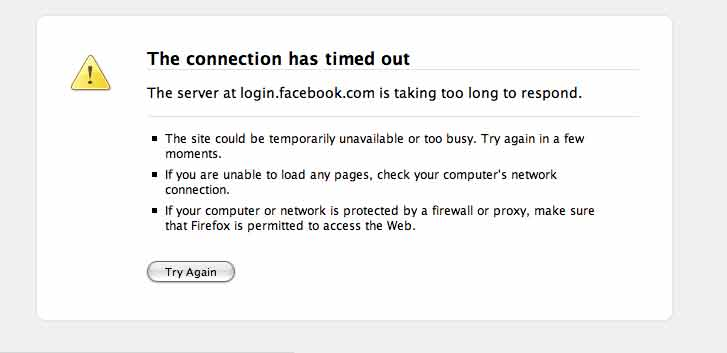 The connection has timed out
The server at login.facebook.com is taking too long to respond.
The site could be temporarily unavailable or too busy. Try again in a few
moments.
If you are unable to load any pages, check your computer's network
connection.
If your computer or network is protected by a firewall or proxy, make sure
that Firefox is permitted to access the Web.
Try Again